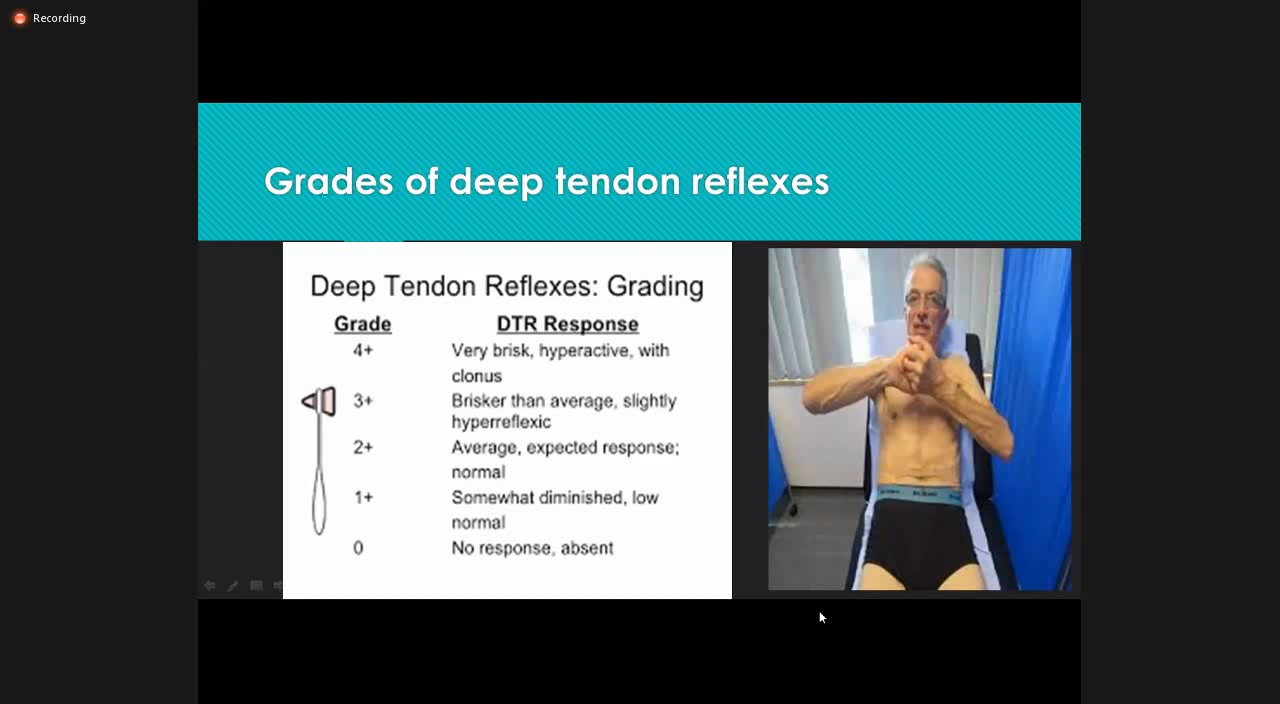 Recording
Grades of deep tendon reflexes
Deep Tendon Reflexes: Grading
Grade DTR Response
4+ Very brisk, hyperactive, with
clonus
3+ Brisker than average, slightly
hyperreflexic
2+ Average, expected response;
normal
1+ Somewhat diminished, low
normal
0 No response, absent